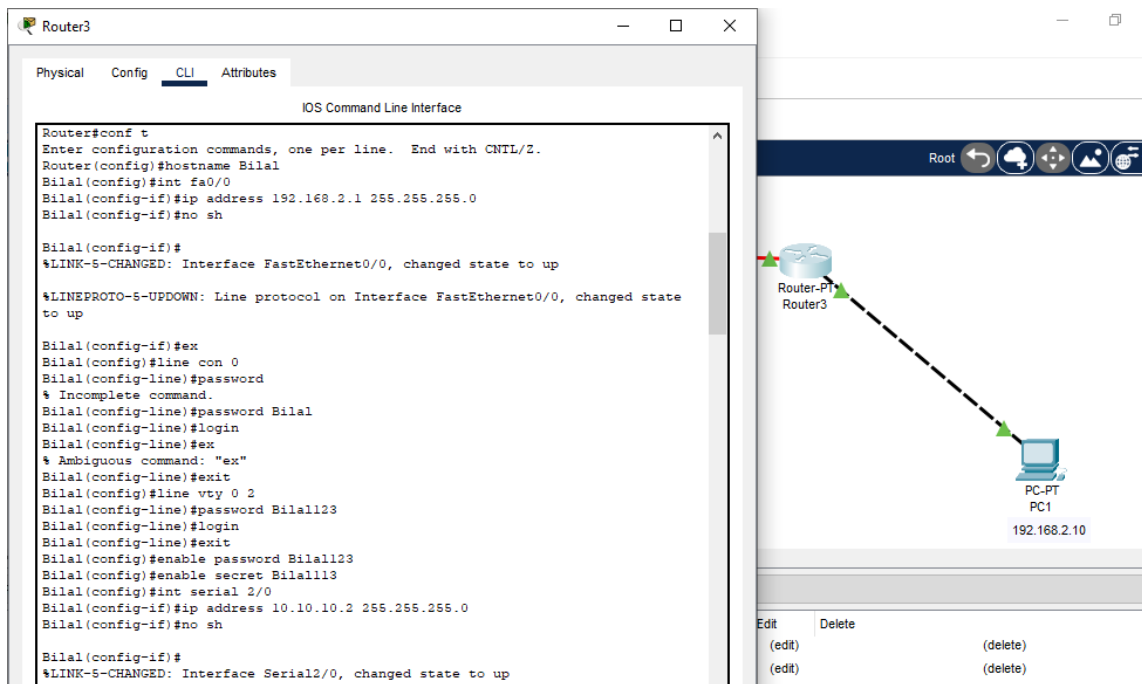 Router3
Physical Config CLI Attributes
IOS Command Line Interface
Router#conf t
Enter configuration commands, one per line.  End with CNTL/Z.
Router(config)#hostname Bilal
Bilal(config)#int fa0/0
Bilal(config-if)#ip address 192.168.2.1 255.255.255.0
Bilal(config-if)#no sh
Bilal(config-if)#
%LINK-5-CHANGED: Interface FastEthernet0/0, changed state to up
%LINEPROTO-5-UPDOWN: Line protocol on Interface FastEthernet0/0, changed state
to up
Bilal(config-if)#ex
Bilal(config)#line con 0
Bilal(config-line)#password
% Incomplete command.
Bilal(config-line)#password Bilal
Bilal(config-line)#login
Bilal(config-line)#ex
% Ambiguous command: "ex"
Bilal(config-line)#exit
Bilal(config)#line vty 0 2
Bilal(config-line)#password Bilal123
Bilal(config-line)#login
Bilal(config-line)#exit
Bilal(config)#enable password Bilal123
Bilal(config)#enable secret Bilal113
Bilal(config)#int serial 2/0
Bilal(config-if)#ip address 10.10.10.2 255.255.255.0
Bilal(config-if)#no sh
Bilal(config-if)#
%LINK-5-CHANGED: Interface Serial2/0, changed state to up
Root
Router-PT
Router3
PC-PT
PC1
192.168.2.10
Edit Delete
(edit) (delete)
(edit) (delete)